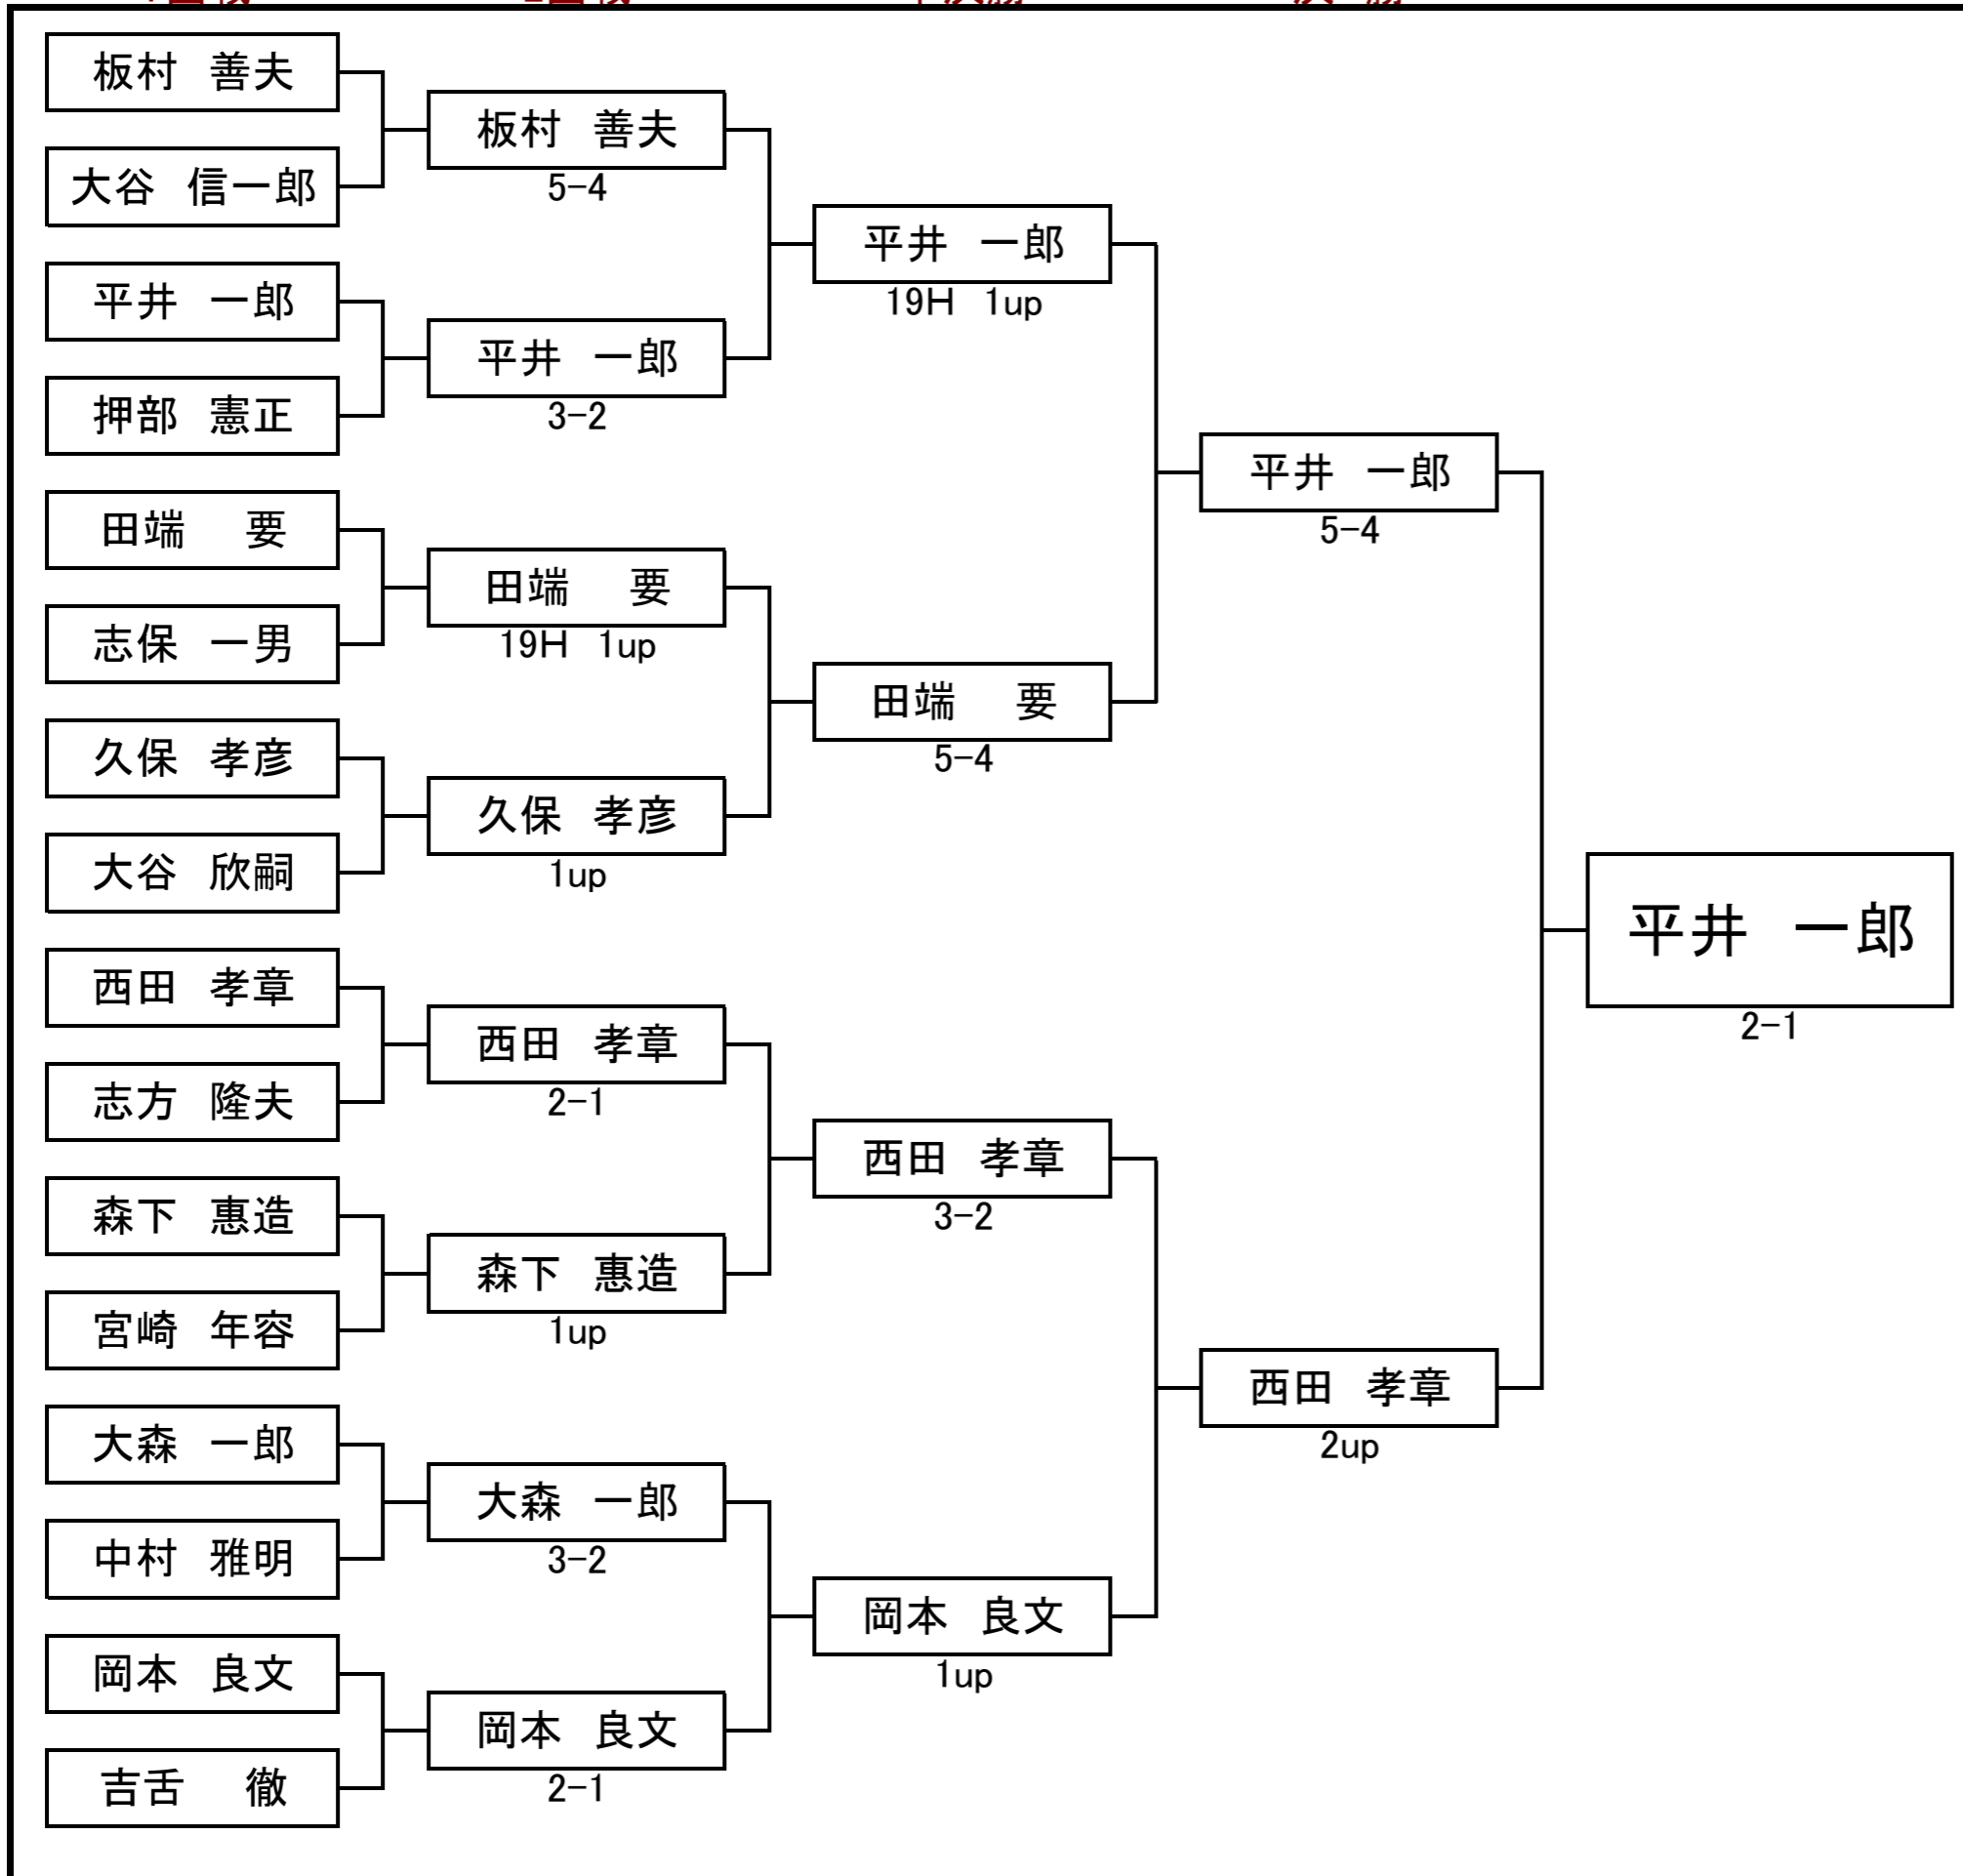 板村 善夫
大谷 信一郎
平井 一郎
押部 憲正
田端 要
志保 一男
久保 孝彦
大谷 欣嗣
西田 孝章
志方 隆夫
森下 惠造
宮崎 年容
大森 一郎
中村 雅明
岡本 良文
吉舌 徹
板村 善夫
5-4
平井 一郎
3-2
田端 要
19H 1up
久保 孝彦
1up
西田 孝章
2-1
森下 惠造
1up
大森 一郎
3-2
岡本 良文
2-1
平井 一郎
19H 1up
田端 要
5-4
西田 孝章
3-2
岡本 良文
1up
平井 一郎
5-4
西田 孝章
2up
平井 一郎
2-1